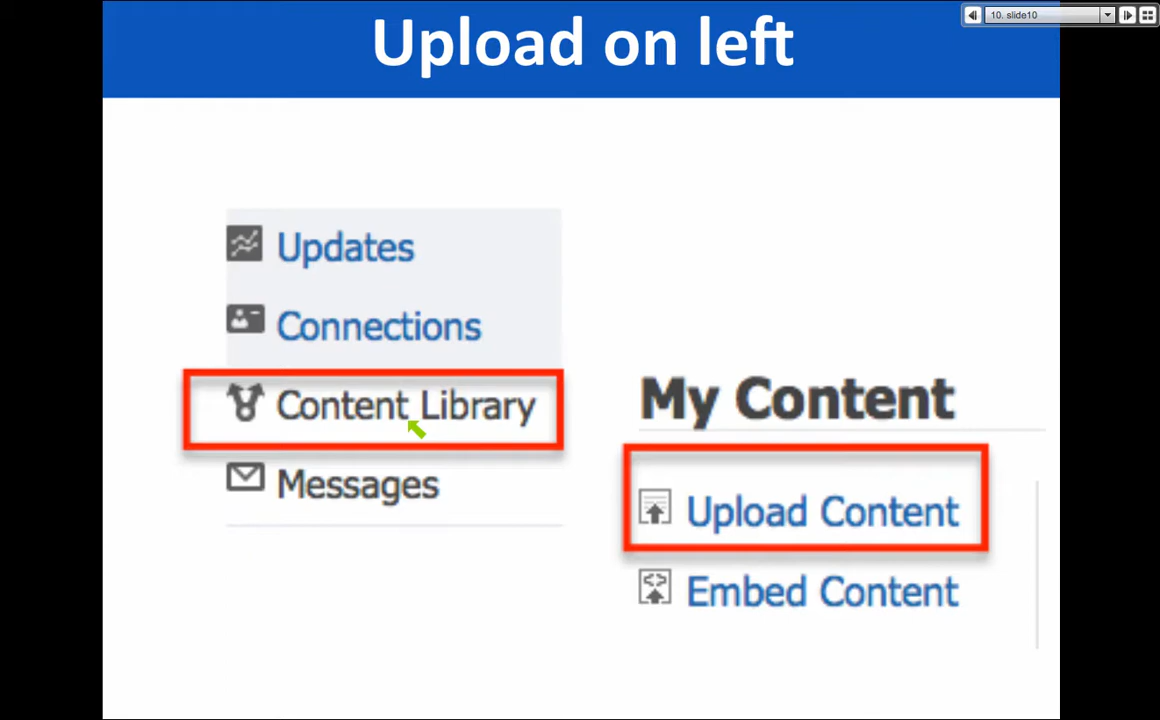 10. slide10
Upload on left
Updates
Connections
Content Library
Messages
My Content
Upload Content
Embed Content